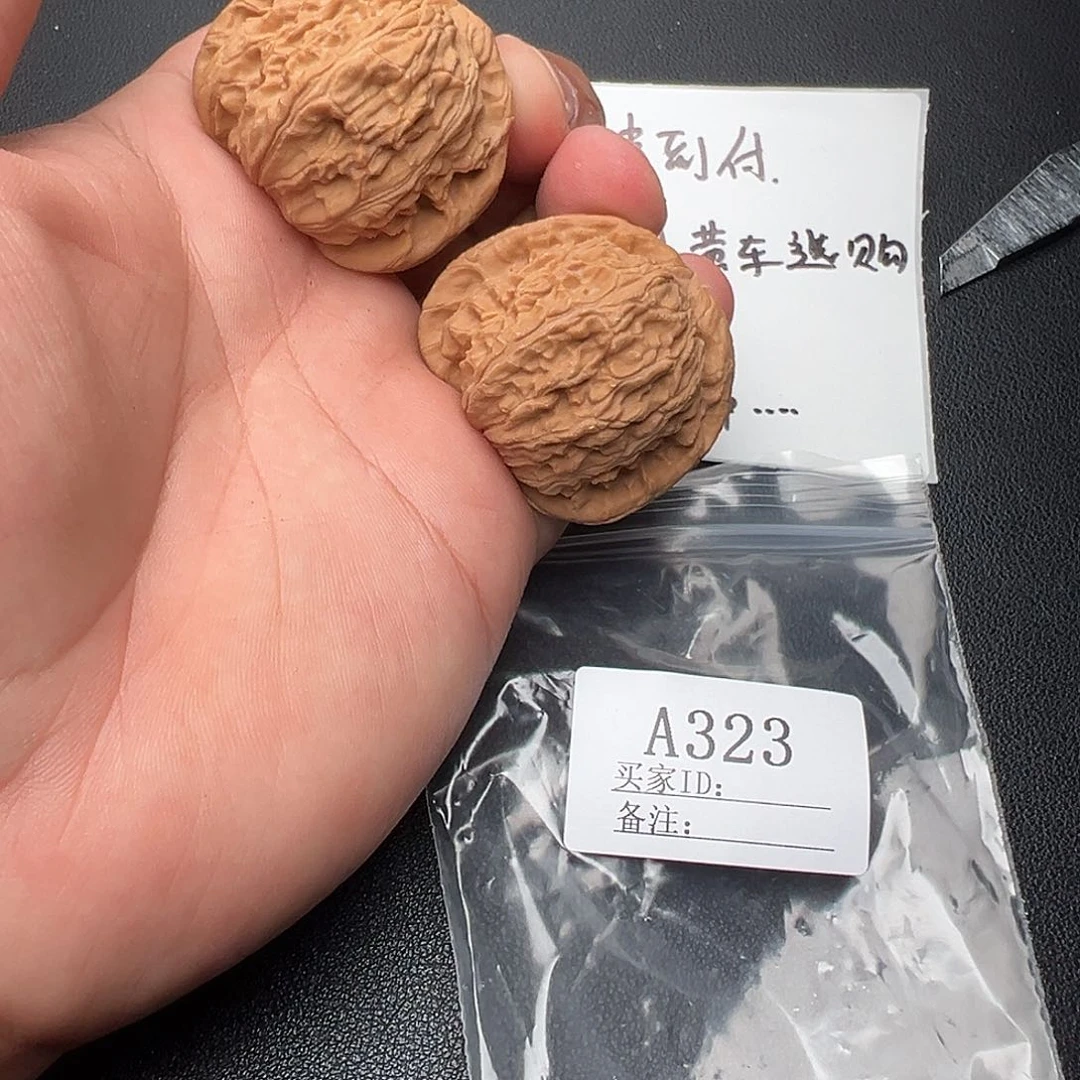 到付.
黄车选购
....
A323
买家ID:
备注: